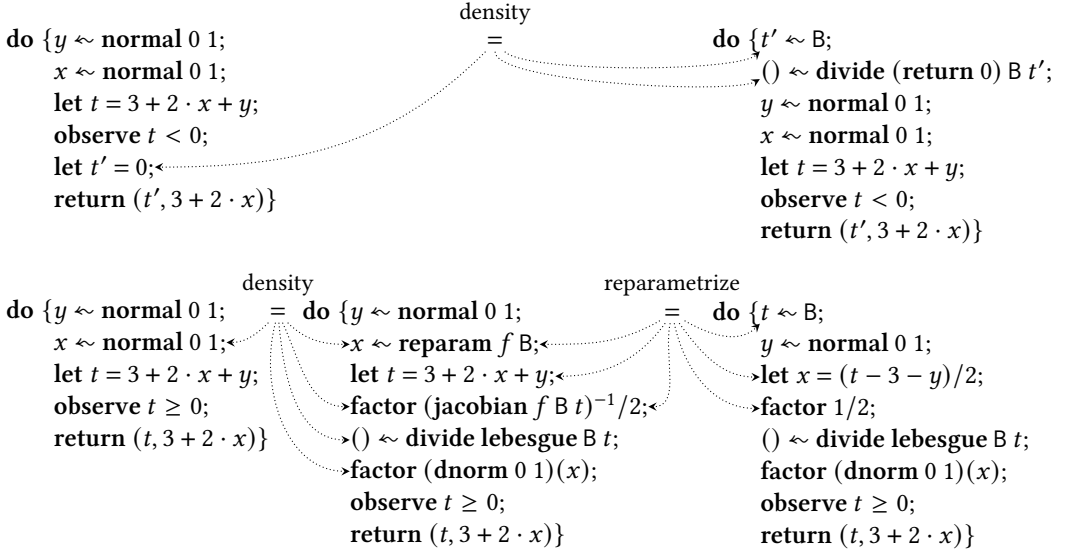 density
do {y ⇜ normal 0 1; = do {t′ ⇜ B;
x ⇜ normal 0 1; () ⇜ divide (return 0) B t′;
let t = 3 + 2 · x + y; y ⇜ normal 0 1;
observe t < 0; x ⇜ normal 0 1;
let t′ = 0; let t = 3 + 2 · x + y;
return (t′, 3 + 2 · x)} observe t < 0;
return (t′, 3 + 2 · x)}
density reparametrize
do {y ⇜ normal 0 1; = do {y ⇜ normal 0 1; = do {t ⇜ B;
x ⇜ normal 0 1; x ⇜ reparam f B; y ⇜ normal 0 1;
let t = 3 + 2 · x + y; let t = 3 + 2 · x + y; let x = (t − 3 − y)/2;
observe t ≥ 0; factor (jacobian f B t)⁻¹/2; factor 1/2;
return (t, 3 + 2 · x)} () ⇜ divide lebesgue B t; () ⇜ divide lebesgue B t;
factor (dnorm 0 1)(x); factor (dnorm 0 1)(x);
observe t ≥ 0; observe t ≥ 0;
return (t, 3 + 2 · x)} return (t, 3 + 2 · x)}